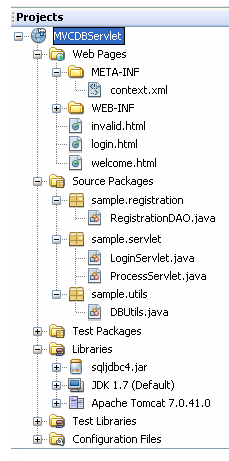 Projects
MVCDBServlet
Web Pages
META-INF
context.xml
WEB-INF
invalid.html
login.html
welcome.html
Source Packages
sample.registration
RegistrationDAO.java
sample.servlet
LoginServlet.java
ProcessServlet.java
sample.utils
DBUtils.java
Test Packages
Libraries
sqljdbc4.jar
JDK 1.7 (Default)
Apache Tomcat 7.0.41.0
Test Libraries
Configuration Files